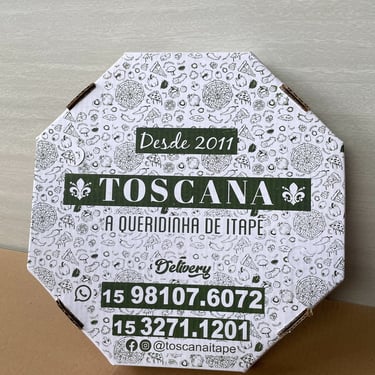 Desde 2011
TOSCANA
A QUERIDINHA DE ITAPÊ
Delivery
15 98107.6072
15 3271.1201
@toscanaitape